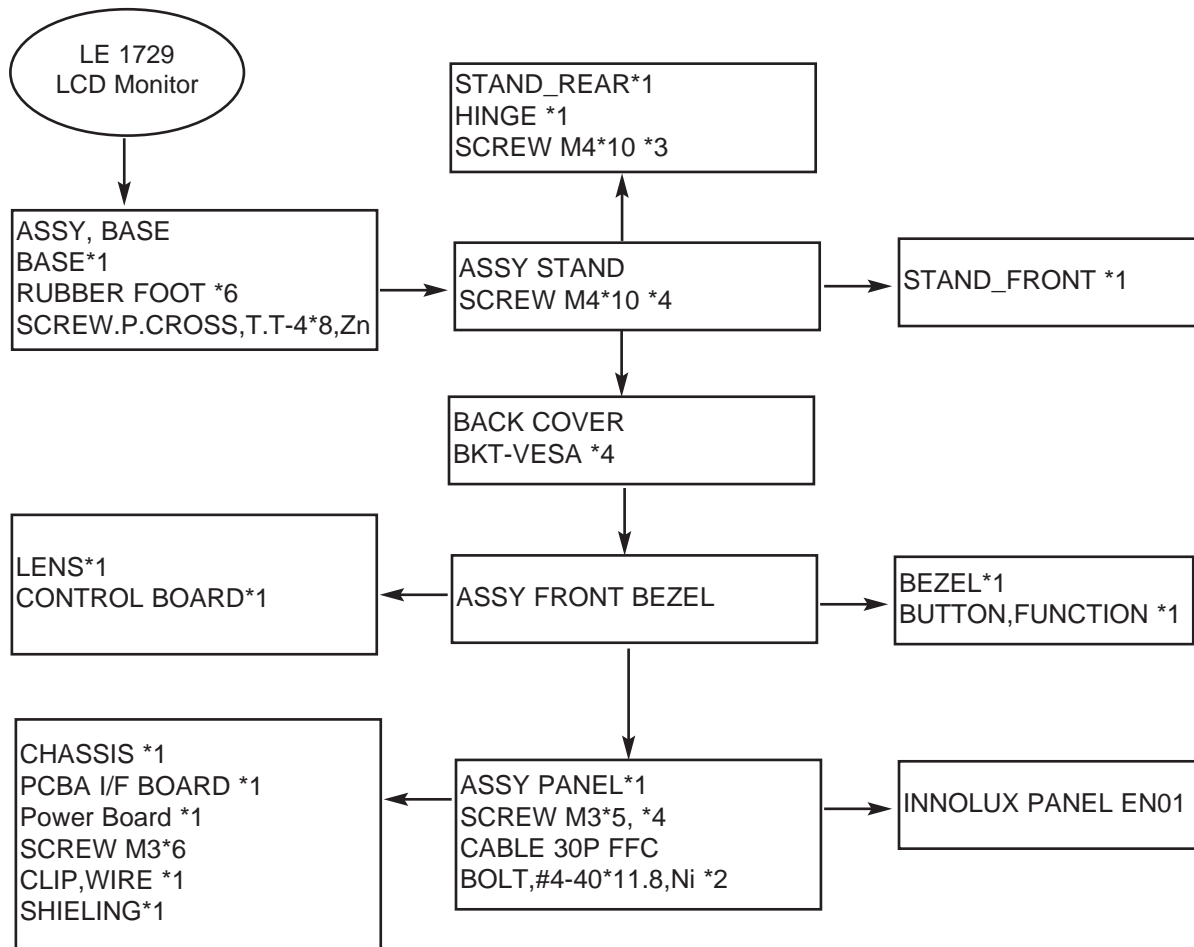 LE 1729
LCD Monitor
STAND_REAR*1
HINGE *1
SCREW M4*10 *3
ASSY, BASE
BASE*1
RUBBER FOOT *6
SCREW.P.CROSS,T.T-4*8,Zn
ASSY STAND
SCREW M4*10 *4
STAND_FRONT *1
BACK COVER
BKT-VESA *4
LENS*1
CONTROL BOARD*1
ASSY FRONT BEZEL
BEZEL*1
BUTTON,FUNCTION *1
CHASSIS *1
PCBA I/F BOARD *1
Power Board *1
SCREW M3*6
CLIP,WIRE *1
SHIELING*1
ASSY PANEL*1
SCREW M3*5, *4
CABLE 30P FFC
BOLT,#4-40*11.8,Ni *2
INNOLUX PANEL EN01